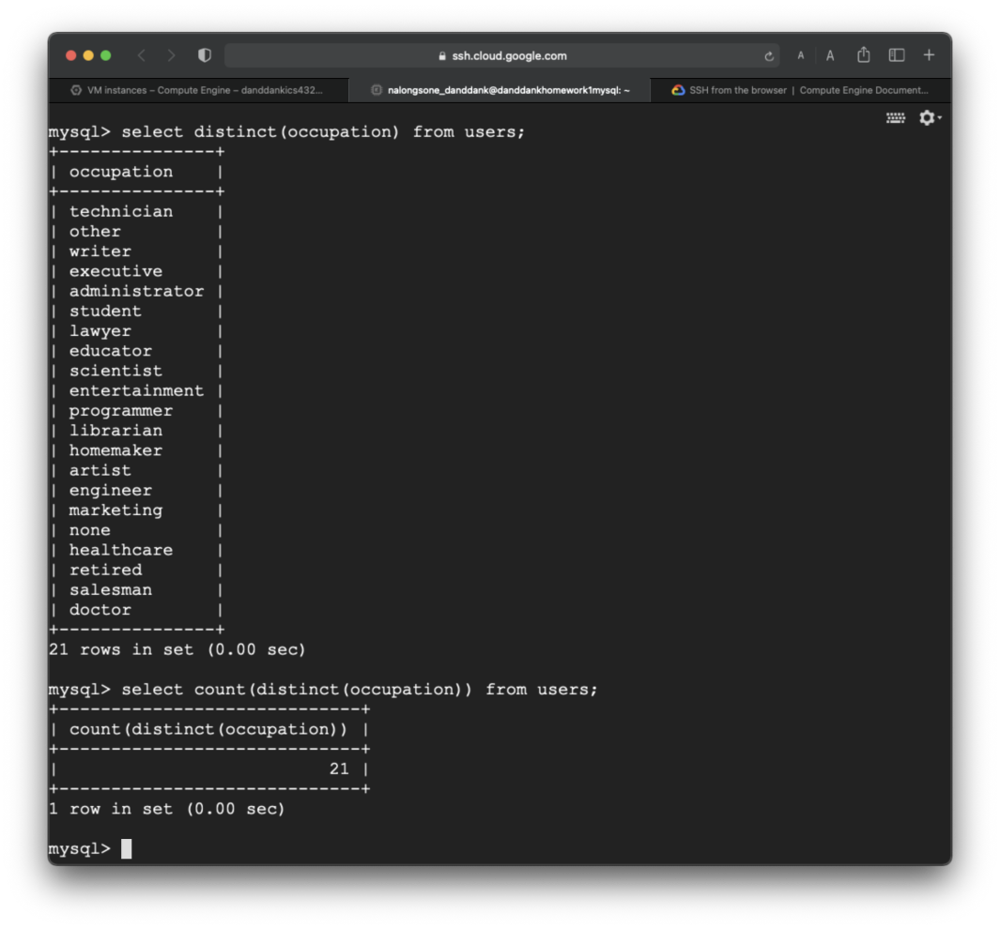 ssh.cloud.google.com
A A
VM instances – Compute Engine – danddankics432...
nalongsone_danddank@danddankhomework1mysql: ~
SSH from the browser | Compute Engine Document...
mysql> select distinct(occupation) from users;
+---------------+
| occupation    |
+---------------+
| technician    |
| other         |
| writer        |
| executive     |
| administrator |
| student       |
| lawyer        |
| educator      |
| scientist     |
| entertainment |
| programmer    |
| librarian     |
| homemaker     |
| artist        |
| engineer      |
| marketing     |
| none          |
| healthcare    |
| retired       |
| salesman      |
| doctor        |
+---------------+
21 rows in set (0.00 sec)
mysql> select count(distinct(occupation)) from users;
+-----------------------------+
| count(distinct(occupation)) |
+-----------------------------+
|                          21 |
+-----------------------------+
1 row in set (0.00 sec)
mysql>